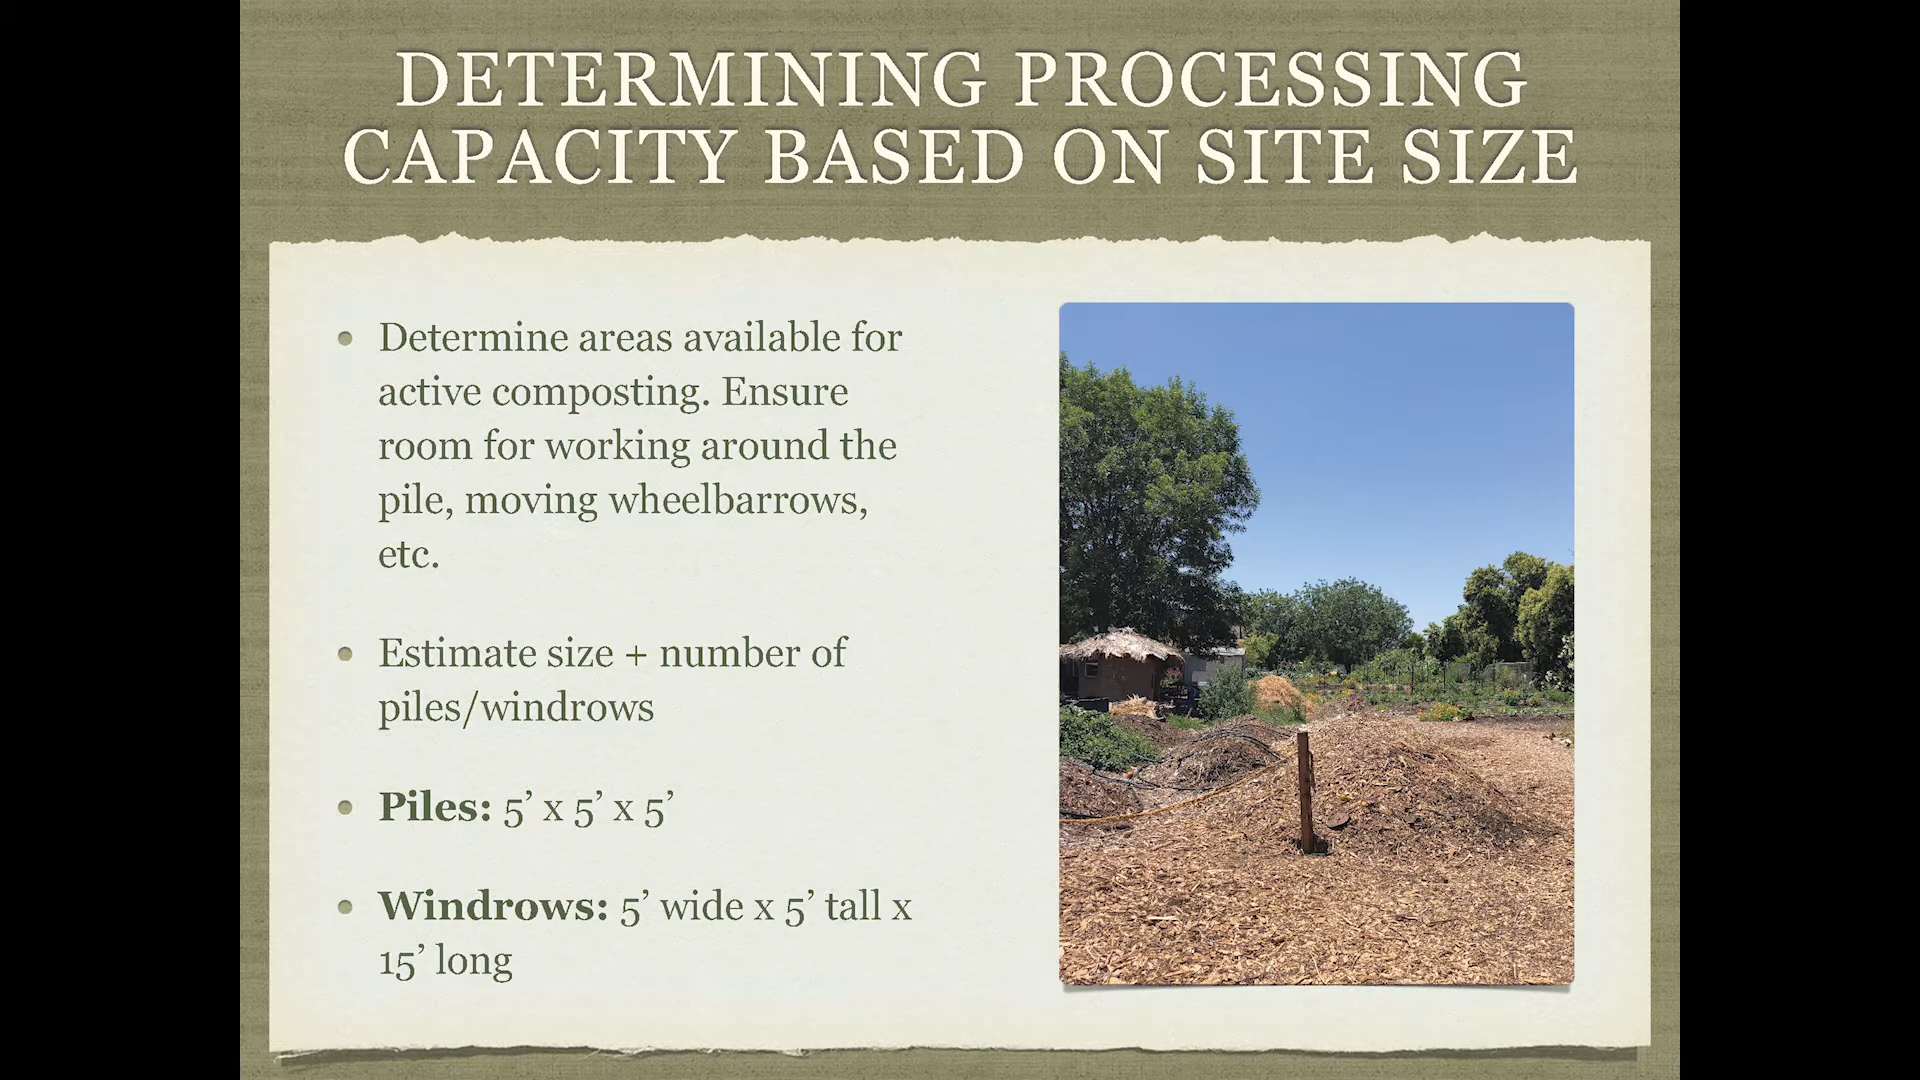 DETERMINING PROCESSING
CAPACITY BASED ON SITE SIZE
• Determine areas available for
active composting. Ensure
room for working around the
pile, moving wheelbarrows,
etc.
• Estimate size + number of
piles/windrows
• Piles: 5’ x 5’ x 5’
• Windrows: 5’ wide x 5’ tall x
15’ long